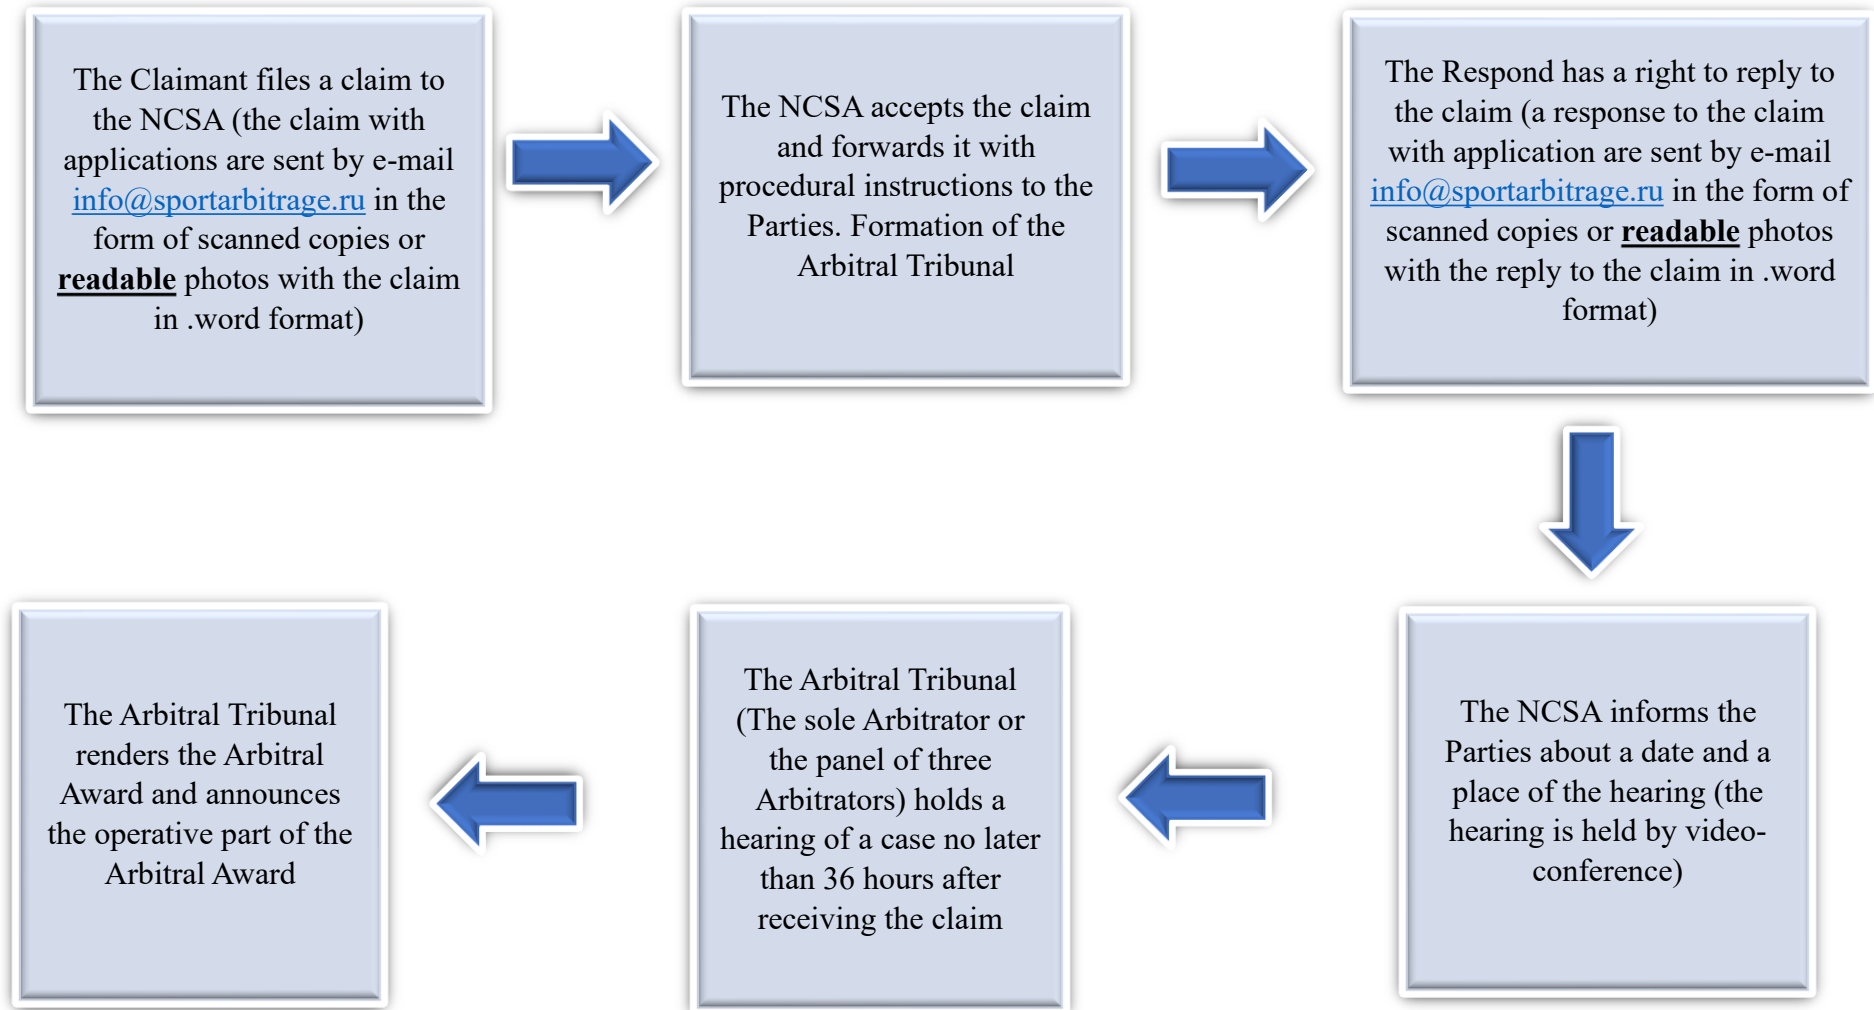 The Claimant files a claim to
the NCSA (the claim with
applications are sent by e-mail
info@sportarbitrage.ru in the
form of scanned copies or
readable photos with the claim
in .word format)
The NCSA accepts the claim
and forwards it with
procedural instructions to the
Parties. Formation of the
Arbitral Tribunal
The Respond has a right to reply to
the claim (a response to the claim
with application are sent by e-mail
info@sportarbitrage.ru in the form of
scanned copies or readable photos
with the reply to the claim in .word
format)
The NCSA informs the
Parties about a date and a
place of the hearing (the
hearing is held by video-
conference)
The Arbitral Tribunal
(The sole Arbitrator or
the panel of three
Arbitrators) holds a
hearing of a case no later
than 36 hours after
receiving the claim
The Arbitral Tribunal
renders the Arbitral
Award and announces
the operative part of the
Arbitral Award